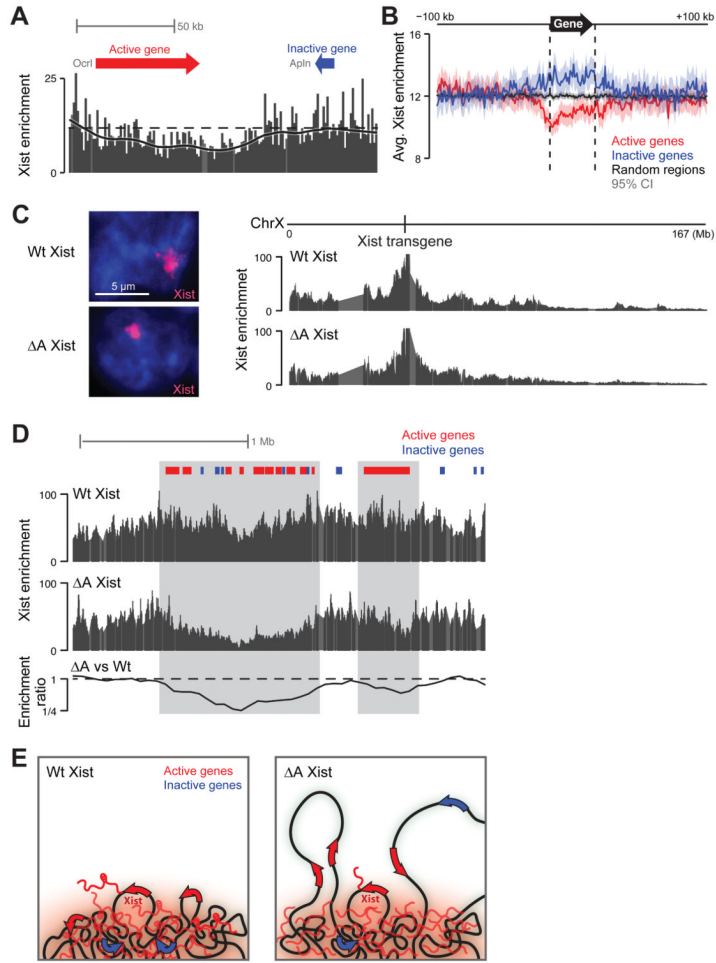 A
50 kb
Active gene
Inactive gene
Ocrl
Apln
Xist enrichment
25
10
0
B
−100 kb
Gene
+100 kb
Avg. Xist enrichment
16
12
8
Active genes
Inactive genes
Random regions
95% CI
C
Wt Xist
5 µm
Xist
ΔA Xist
Xist
ChrX
0
167 (Mb)
Xist transgene
Wt Xist
100
0
ΔA Xist
100
0
Xist enrichmnet
D
1 Mb
Active genes
Inactive genes
Wt Xist
100
0
ΔA Xist
100
0
Xist enrichment
ΔA vs Wt
1
1/4
Enrichment
ratio
E
Wt Xist
Active genes
Inactive genes
Xist
ΔA Xist
Xist